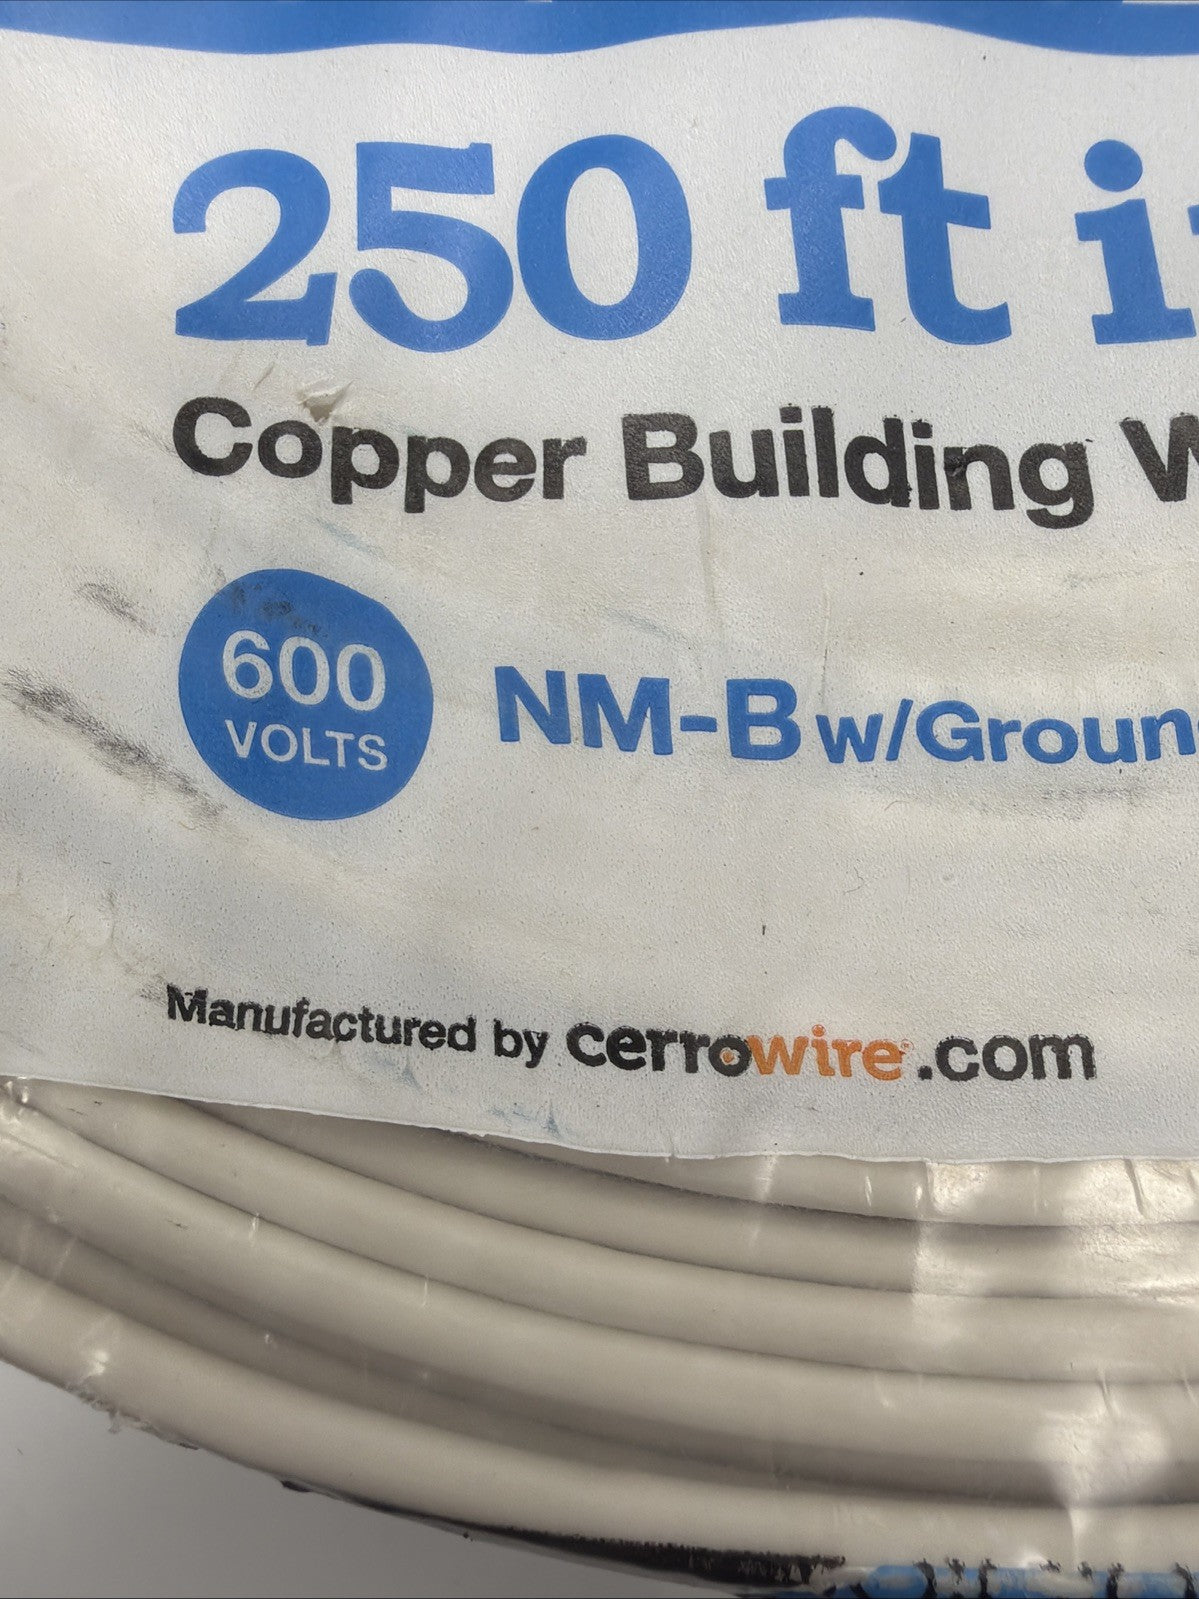 250 ft i
Copper Building W
600
VOLTS
NM-B w/Groun
Manufactured by cerrowire®.com